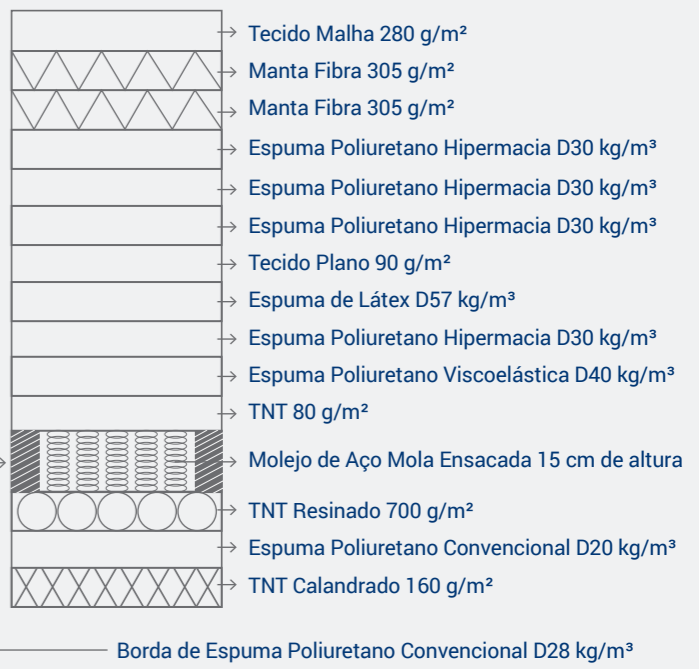 Tecido Malha 280 g/m²
Manta Fibra 305 g/m²
Manta Fibra 305 g/m²
Espuma Poliuretano Hipermacia D30 kg/m³
Espuma Poliuretano Hipermacia D30 kg/m³
Espuma Poliuretano Hipermacia D30 kg/m³
Tecido Plano 90 g/m²
Espuma de Látex D57 kg/m³
Espuma Poliuretano Hipermacia D30 kg/m³
Espuma Poliuretano Viscoelástica D40 kg/m³
TNT 80 g/m²
Molejo de Aço Mola Ensacada 15 cm de altura
TNT Resinado 700 g/m²
Espuma Poliuretano Convencional D20 kg/m³
TNT Calandrado 160 g/m²
Borda de Espuma Poliuretano Convencional D28 kg/m³